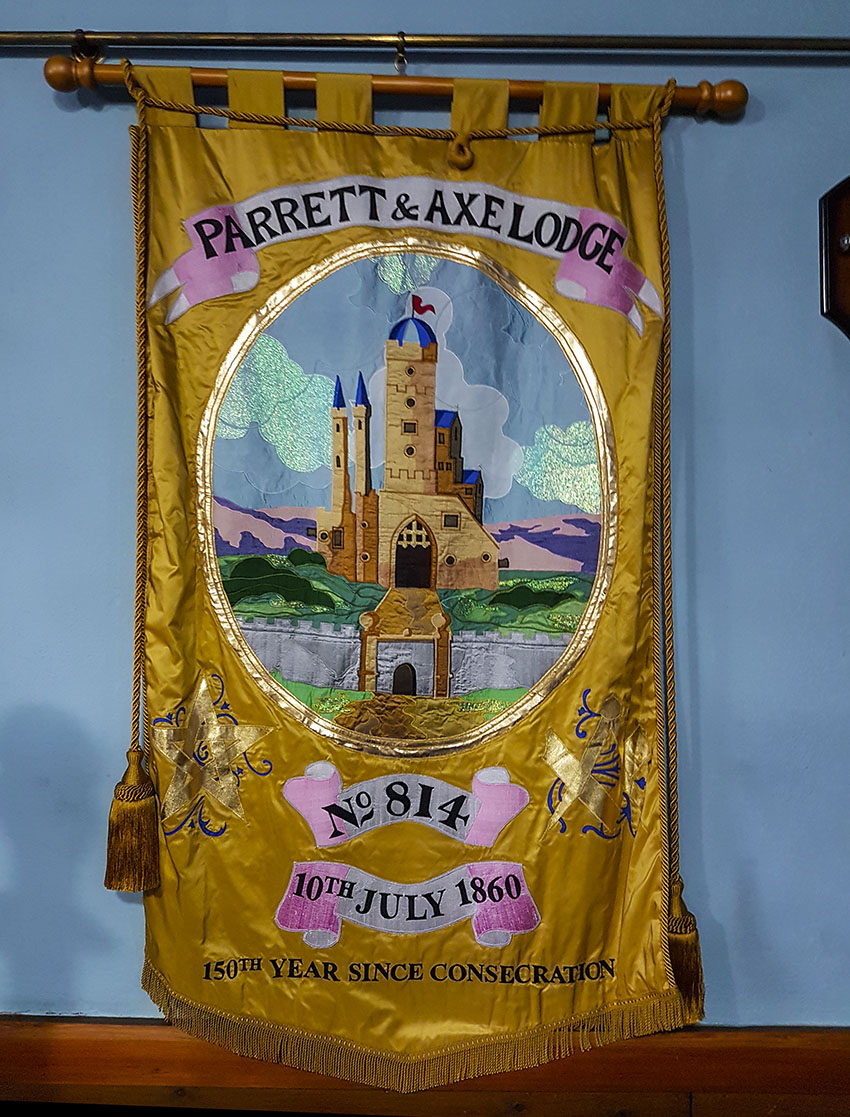 PARRETT & AXE LODGE
No 814
10TH JULY 1860
150TH YEAR SINCE CONSECRATION